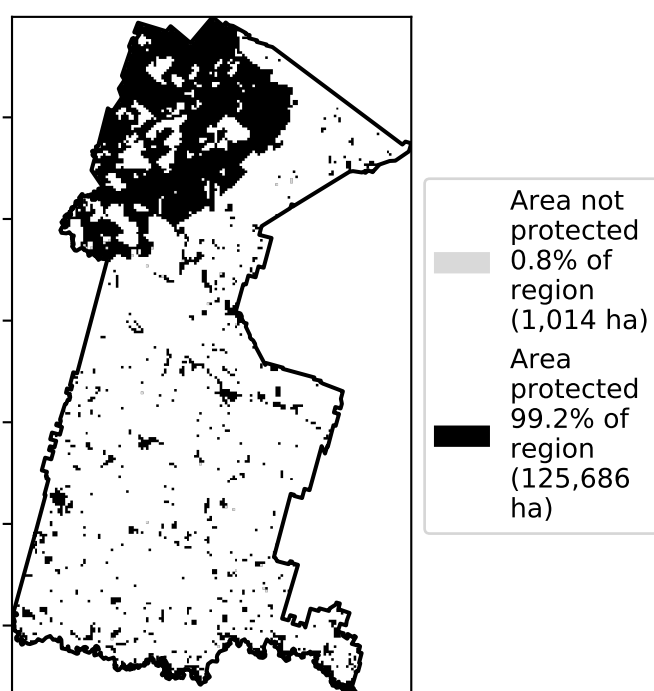 Area not
protected
0.8% of
region
(1,014 ha)
Area
protected
99.2% of
region
(125,686
ha)